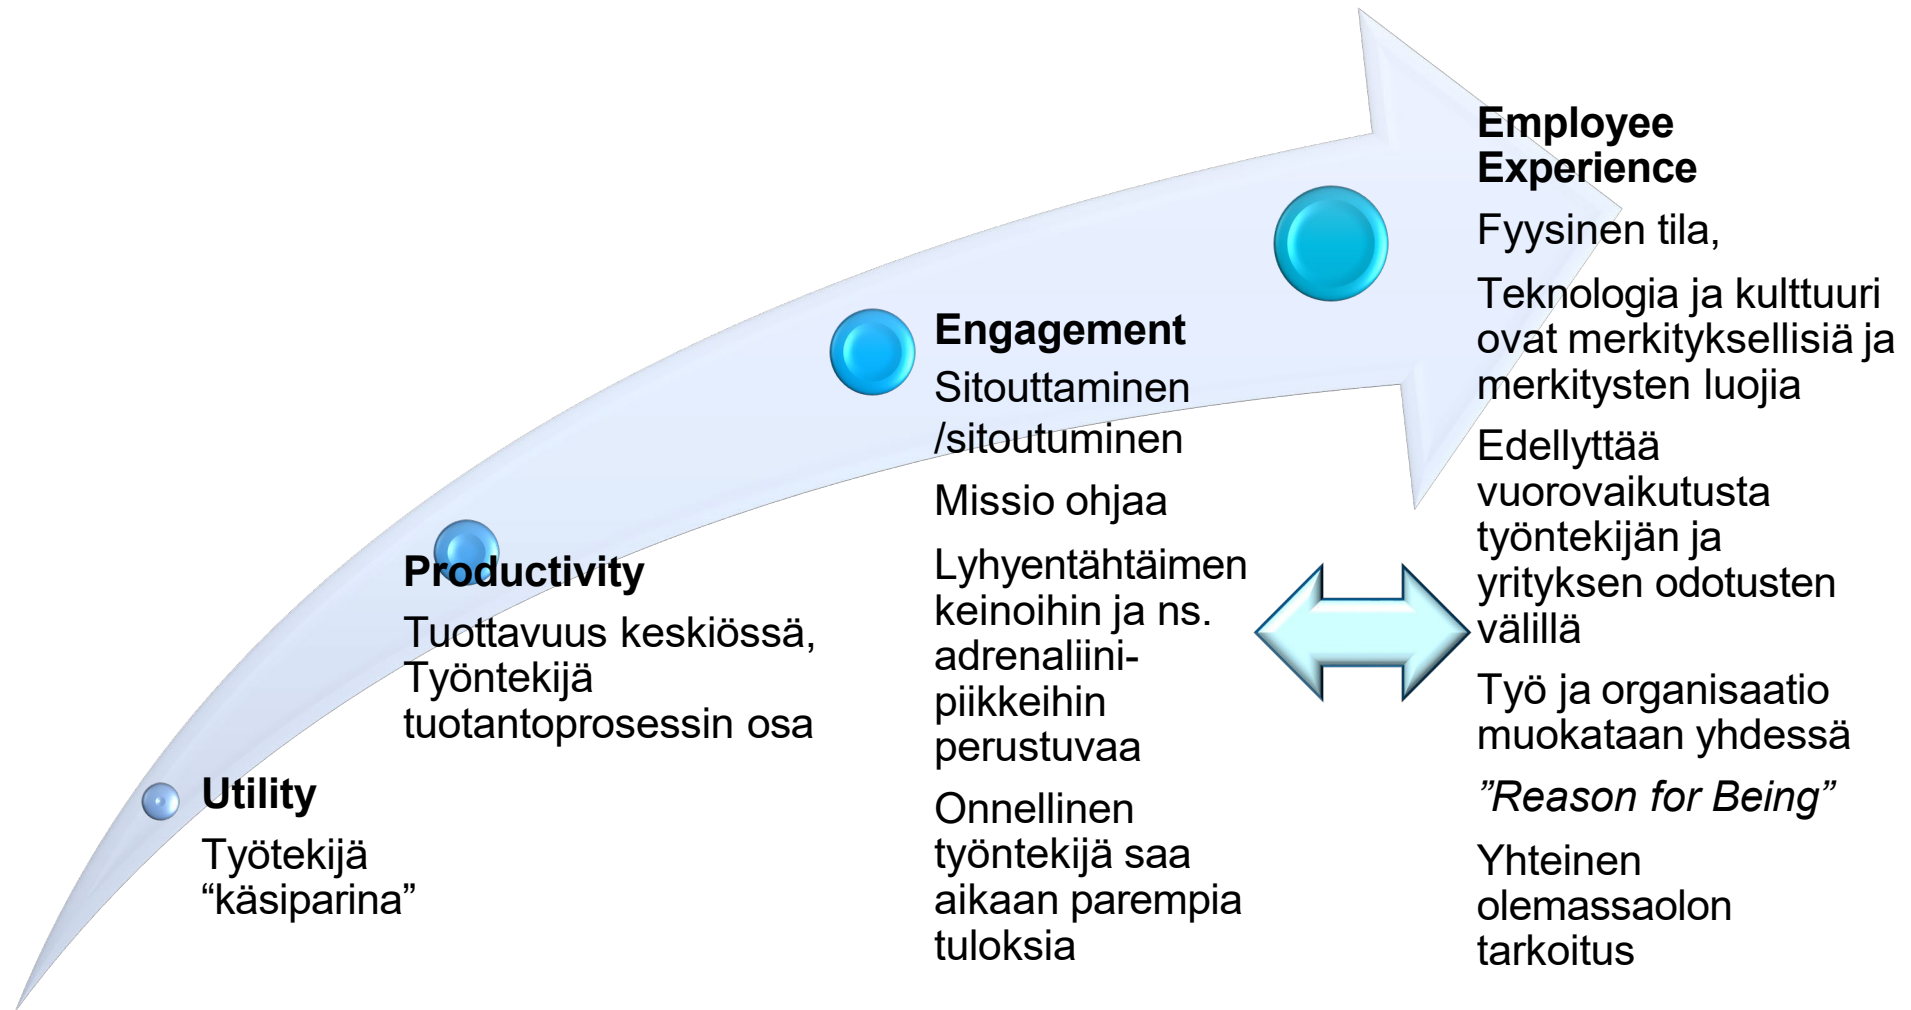 Utility
Työtekijä
“käsiparina”
Productivity
Tuottavuus keskiössä,
Työntekijä
tuotantoprosessin osa
Engagement
Sitouttaminen
/sitoutuminen
Missio ohjaa
Lyhyentähtäimen
keinoihin ja ns.
adrenaliini-
piikkeihin
perustuvaa
Onnellinen
työntekijä saa
aikaan parempia
tuloksia
Employee
Experience
Fyysinen tila,
Teknologia ja kulttuuri
ovat merkityksellisiä ja
merkitysten luojia
Edellyttää
vuorovaikutusta
työntekijän ja
yrityksen odotusten
välillä
Työ ja organisaatio
muokataan yhdessä
”Reason for Being”
Yhteinen
olemassaolon
tarkoitus